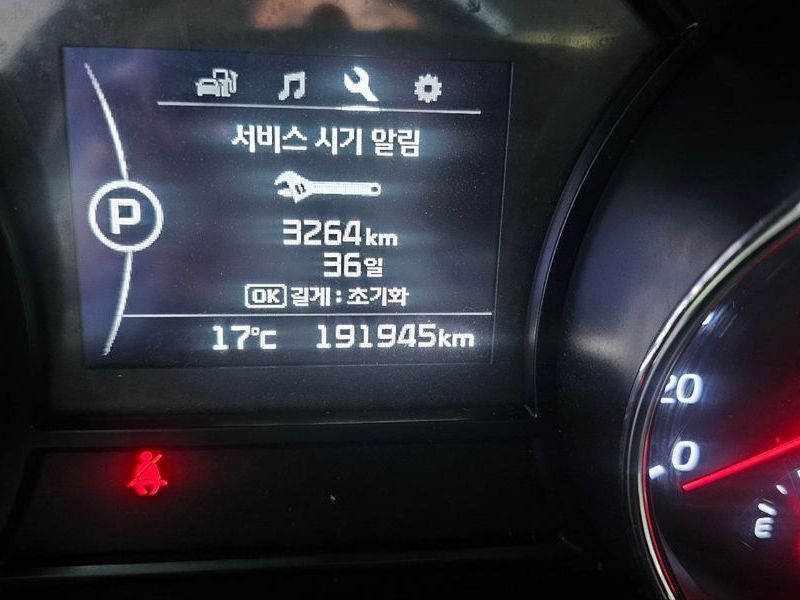 서비스 시기 알림
P
3264km
36일
OK 길게 : 초기화
17°C 191945km
20
0
E